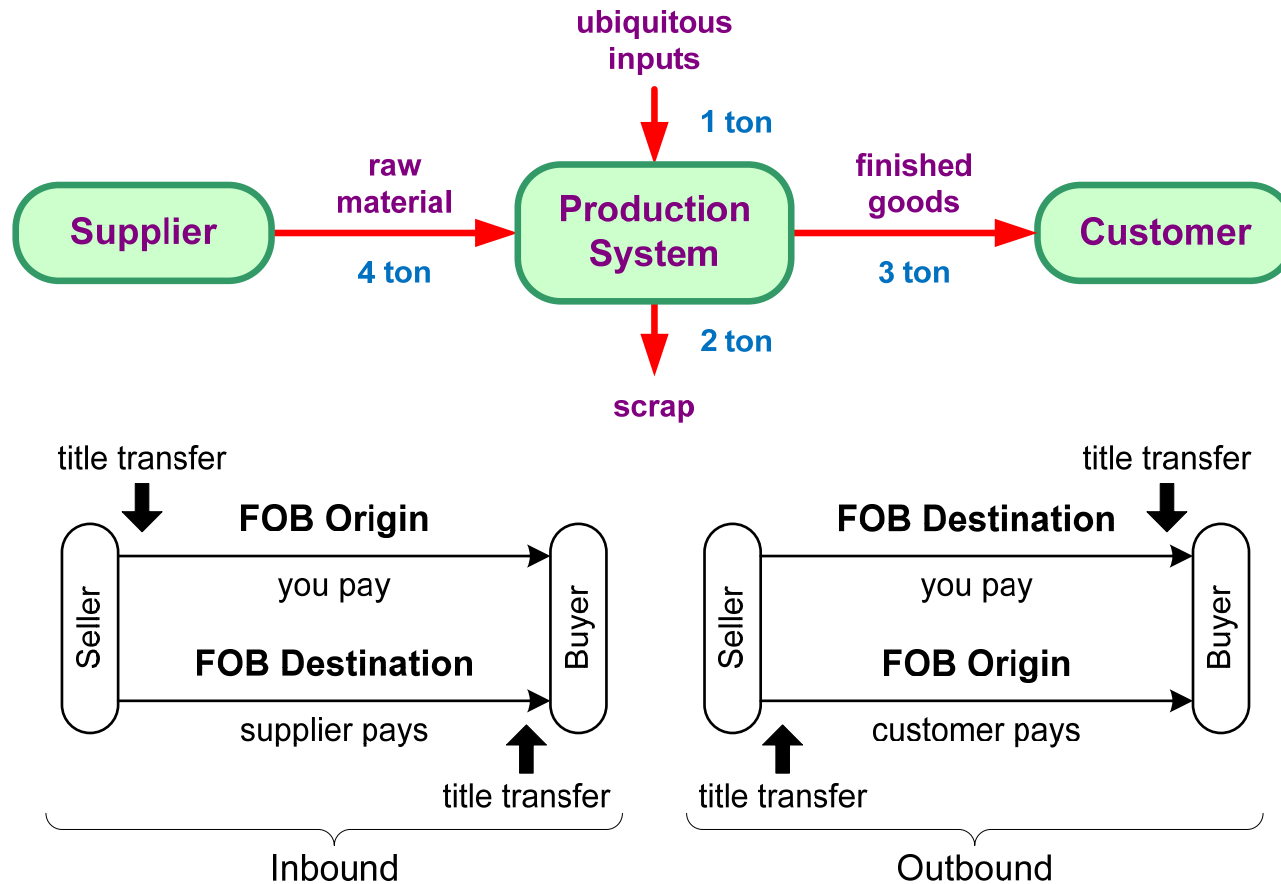 ubiquitous
inputs
1 ton
raw
material
finished
goods
Supplier
Production
System
Customer
4 ton
3 ton
2 ton
scrap
title transfer
title transfer
FOB Origin
FOB Destination
you pay
you pay
Seller
Buyer
Seller
Buyer
FOB Destination
FOB Origin
supplier pays
customer pays
title transfer
title transfer
Inbound
Outbound